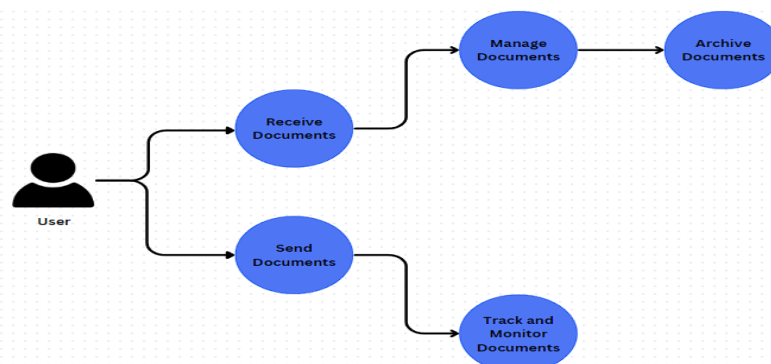 Manage
Documents
Archive
Documents
Receive
Documents
User
Send
Documents
Track and
Monitor
Documents